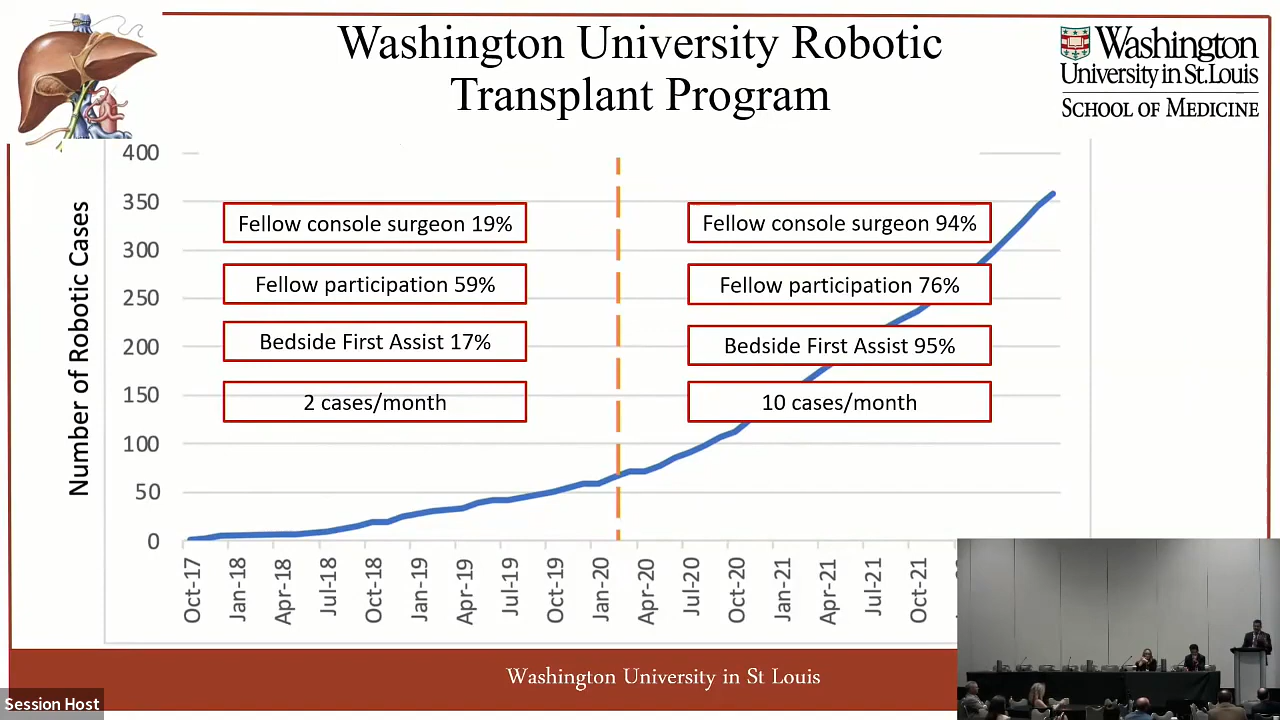 Washington University Robotic
Transplant Program
Washington
University in St. Louis
SCHOOL OF MEDICINE
Number of Robotic Cases
400
350
300
250
200
150
100
50
0
Fellow console surgeon 19%
Fellow participation 59%
Bedside First Assist 17%
2 cases/month
Fellow console surgeon 94%
Fellow participation 76%
Bedside First Assist 95%
10 cases/month
Oct-17
Jan-18
Apr-18
Jul-18
Oct-18
Jan-19
Apr-19
Jul-19
Oct-19
Jan-20
Apr-20
Jul-20
Oct-20
Jan-21
Apr-21
Jul-21
Oct-21
Washington University in St Louis
Session Host